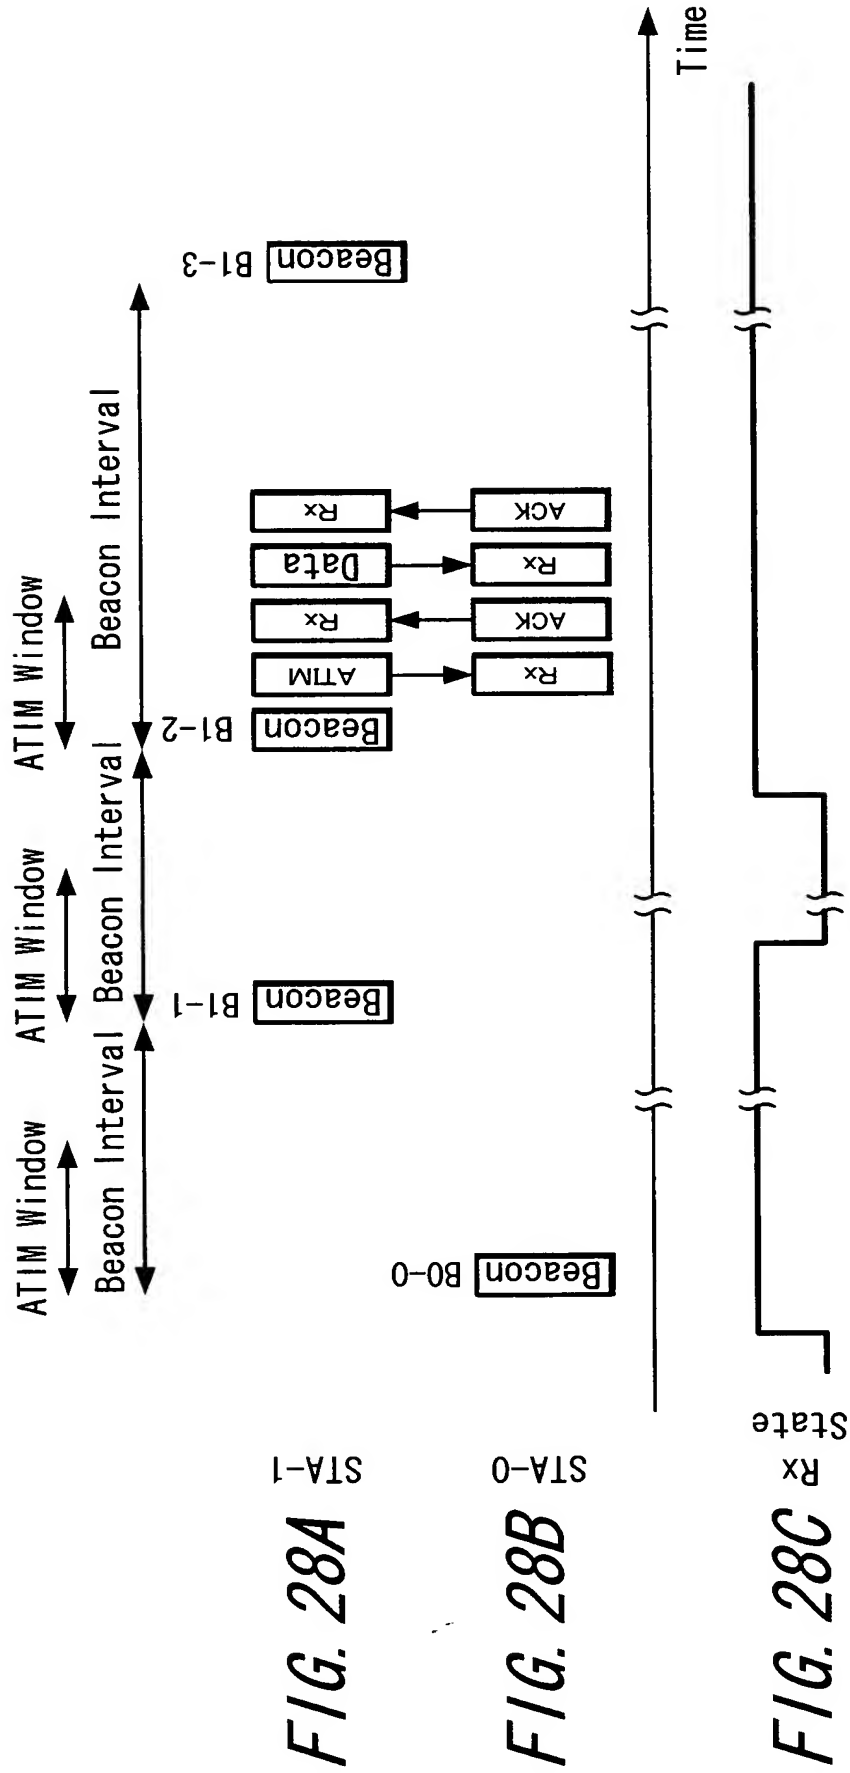 ATIM Window
ATIM Window
ATIM Window
Beacon Interval
Beacon Interval
Beacon Interval
FIG. 28A
STA-1
B1-1
Beacon
B1-2
Beacon
ATIM
Rx
Data
Rx
B1-3
Beacon
FIG. 28B
STA-0
B0-0
Beacon
Rx
ACK
Rx
ACK
Time
FIG. 28C
Rx
State